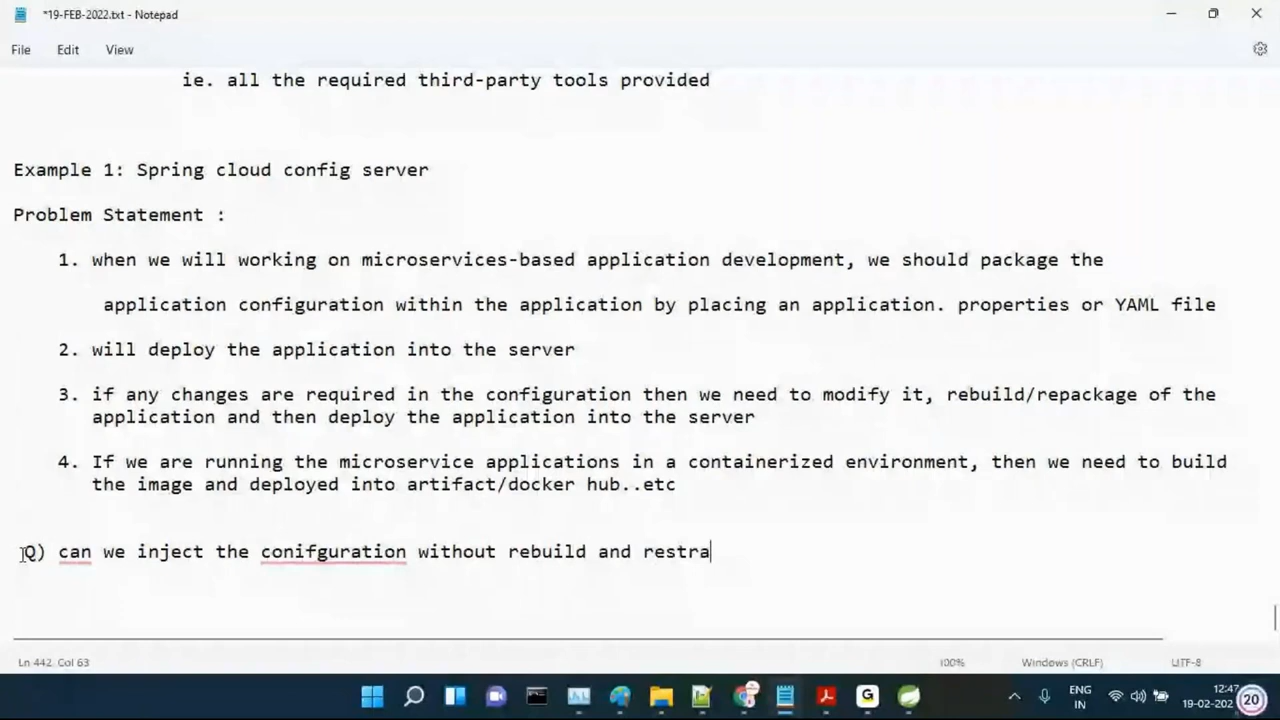 *19-FEB-2022.txt - Notepad
File Edit View
ie. all the required third-party tools provided
Example 1: Spring cloud config server
Problem Statement :
1. when we will working on microservices-based application development, we should package the
application configuration within the application by placing an application. properties or YAML file
2. will deploy the application into the server
3. if any changes are required in the configuration then we need to modify it, rebuild/repackage of the
application and then deploy the application into the server
4. If we are running the microservice applications in a containerized environment, then we need to build
the image and deployed into artifact/docker hub..etc
Q) can we inject the conifguration without rebuild and restra
Ln 442, Col 63 100% Windows (CRLF) UTF-8
ENG 12:47
IN 19-02-202 20